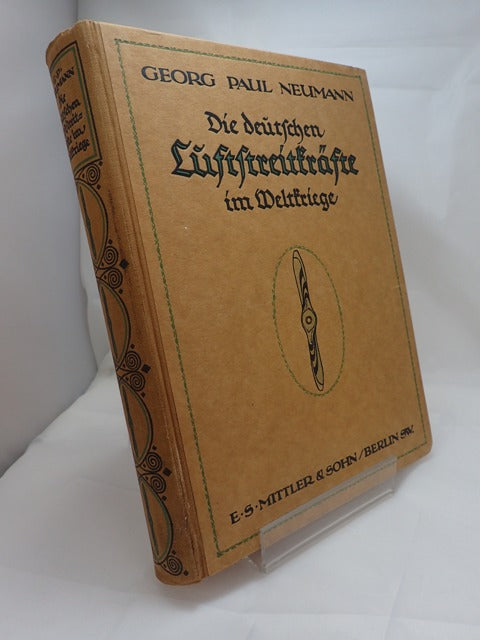 GEORG PAUL NEUMANN
Die deutschen
Luftstreitkräfte
im Weltkriege
E·S·MITTLER & SOHN/BERLIN SW.